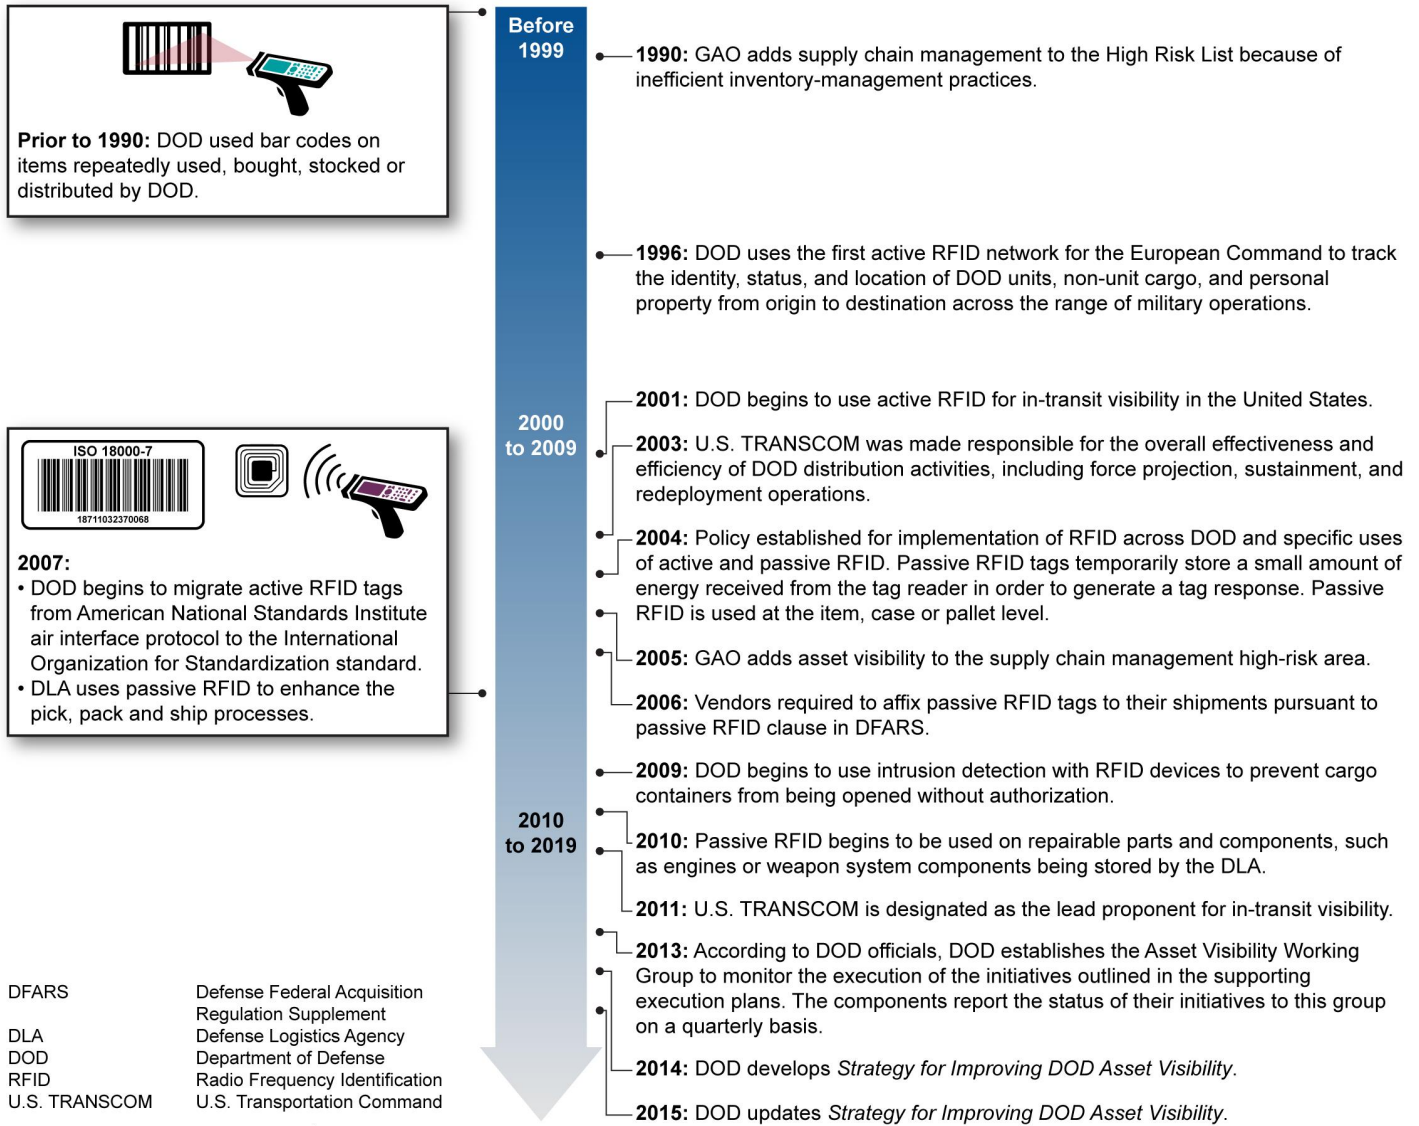 Before
1999
Prior to 1990: DOD used bar codes on
items repeatedly used, bought, stocked or
distributed by DOD.
1990: GAO adds supply chain management to the High Risk List because of
inefficient inventory-management practices.
1996: DOD uses the first active RFID network for the European Command to track
the identity, status, and location of DOD units, non-unit cargo, and personal
property from origin to destination across the range of military operations.
2000
to 2009
2001: DOD begins to use active RFID for in-transit visibility in the United States.
2003: U.S. TRANSCOM was made responsible for the overall effectiveness and
efficiency of DOD distribution activities, including force projection, sustainment, and
redeployment operations.
2004: Policy established for implementation of RFID across DOD and specific uses
of active and passive RFID. Passive RFID tags temporarily store a small amount of
energy received from the tag reader in order to generate a tag response. Passive
RFID is used at the item, case or pallet level.
2005: GAO adds asset visibility to the supply chain management high-risk area.
2006: Vendors required to affix passive RFID tags to their shipments pursuant to
passive RFID clause in DFARS.
ISO 18000-7
18711032370068
2007:
• DOD begins to migrate active RFID tags
from American National Standards Institute
air interface protocol to the International
Organization for Standardization standard.
• DLA uses passive RFID to enhance the
pick, pack and ship processes.
2009: DOD begins to use intrusion detection with RFID devices to prevent cargo
containers from being opened without authorization.
2010
to 2019
2010: Passive RFID begins to be used on repairable parts and components, such
as engines or weapon system components being stored by the DLA.
2011: U.S. TRANSCOM is designated as the lead proponent for in-transit visibility.
2013: According to DOD officials, DOD establishes the Asset Visibility Working
Group to monitor the execution of the initiatives outlined in the supporting
execution plans. The components report the status of their initiatives to this group
on a quarterly basis.
2014: DOD develops Strategy for Improving DOD Asset Visibility.
2015: DOD updates Strategy for Improving DOD Asset Visibility.
DFARS Defense Federal Acquisition
Regulation Supplement
DLA Defense Logistics Agency
DOD Department of Defense
RFID Radio Frequency Identification
U.S. TRANSCOM U.S. Transportation Command